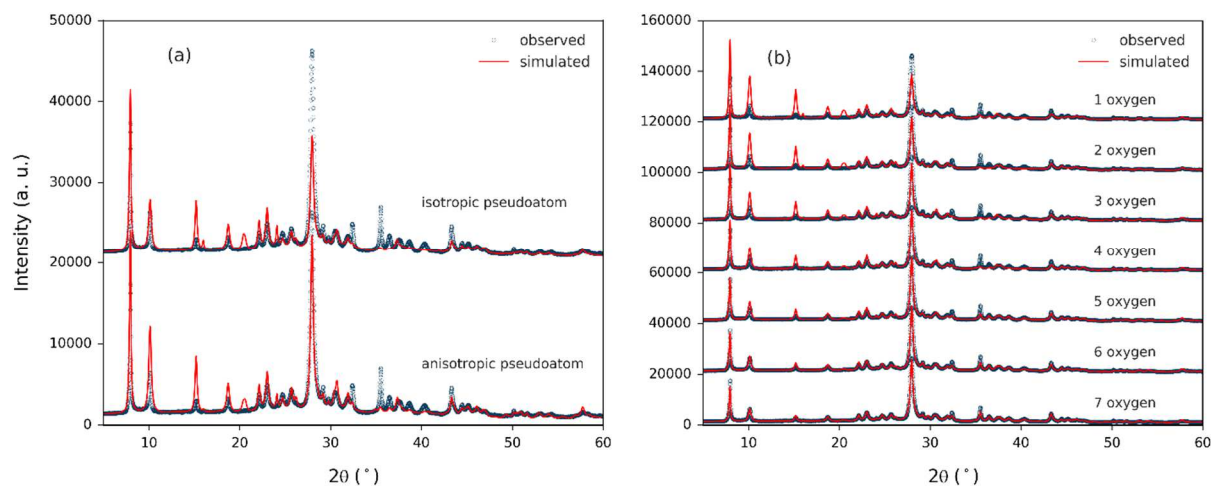 50000
40000
30000
20000
10000
0
Intensity (a. u.)
(a)
observed
simulated
isotropic pseudoatom
anisotropic pseudoatom
10 20 30 40 50 60
2θ (°)
160000
140000
120000
100000
80000
60000
40000
20000
0
(b)
observed
simulated
1 oxygen
2 oxygen
3 oxygen
4 oxygen
5 oxygen
6 oxygen
7 oxygen
10 20 30 40 50 60
2θ (°)